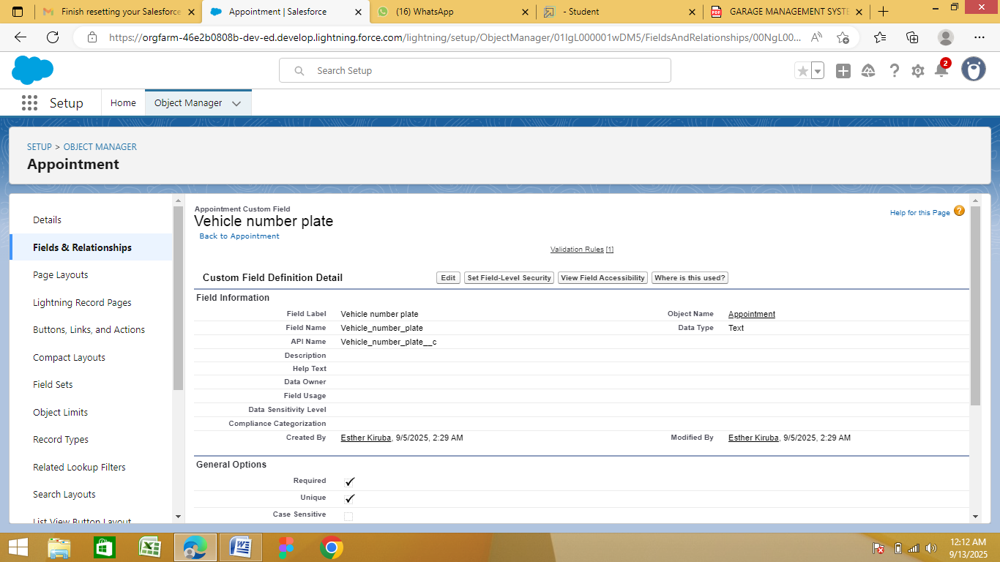 Finish resetting your Salesforce
Appointment | Salesforce
(16) WhatsApp
- Student
GARAGE MANAGEMENT SYSTE
https://orgfarm-46e2b0808b-dev-ed.develop.lightning.force.com/lightning/setup/ObjectManager/01IgL000001wDM5/FieldsAndRelationships/00NgL00...
Search Setup
2
Setup
Home
Object Manager
SETUP > OBJECT MANAGER
Appointment
Details
Fields & Relationships
Page Layouts
Lightning Record Pages
Buttons, Links, and Actions
Compact Layouts
Field Sets
Object Limits
Record Types
Related Lookup Filters
Search Layouts
List View Button Layout
Appointment Custom Field
Vehicle number plate
Back to Appointment
Help for this Page
Validation Rules [1]
Custom Field Definition Detail
Edit
Set Field-Level Security
View Field Accessibility
Where is this used?
Field Information
Field Label Vehicle number plate Object Name Appointment
Field Name Vehicle_number_plate Data Type Text
API Name Vehicle_number_plate__c
Description
Help Text
Data Owner
Field Usage
Data Sensitivity Level
Compliance Categorization
Created By Esther Kiruba, 9/5/2025, 2:29 AM Modified By Esther Kiruba, 9/5/2025, 2:29 AM
General Options
Required
Unique
Case Sensitive
12:12 AM
9/13/2025